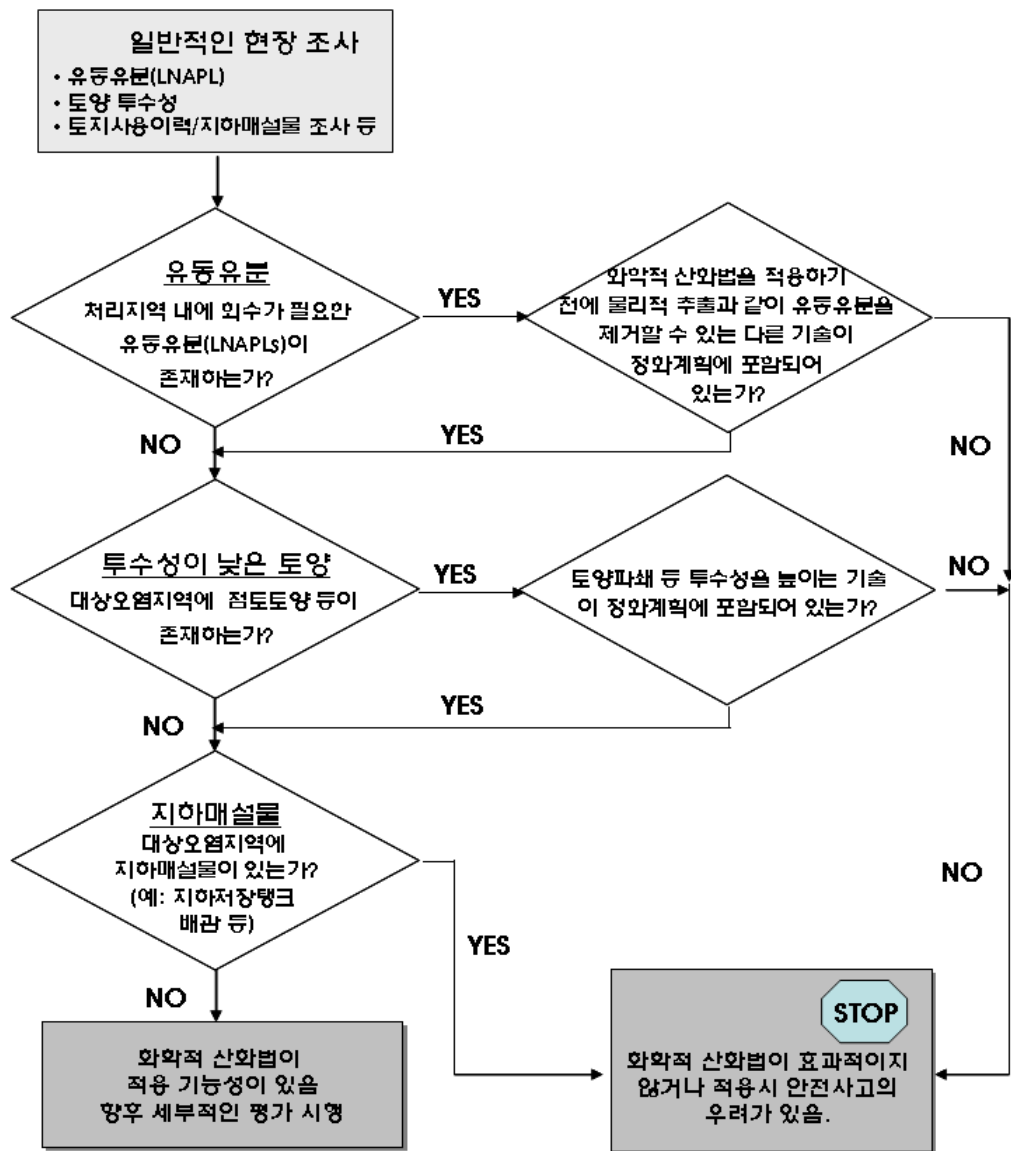 일반적인 현장 조사
• 유동유분(LNAPL)
• 토양 투수성
• 토지사용이력/지하매설물 조사 등
유동유분
처리지역 내에 회수가 필요한
유동유분(LNAPLs)이
존재하는가?
YES
화학적 산화법을 적용하기
전에 물리적 추출과 같이 유동유분을
제거할 수 있는 다른 기술이
정화계획에 포함되어
있는가?
NO
YES
NO
투수성이 낮은 토양
대상오염지역에 점토토양 등이
존재하는가?
YES
토양파쇄 등 투수성을 높이는 기술
이 정화계획에 포함되어 있는가?
NO
NO
YES
지하매설물
대상오염지역에
지하매설물이 있는가?
(예: 지하저장탱크
배관 등)
NO
YES
NO
화학적 산화법이
적용 기능성이 있음
향후 세부적인 평가 시행
STOP
화학적 산화법이 효과적이지
않거나 적용시 안전사고의
우려가 있음.